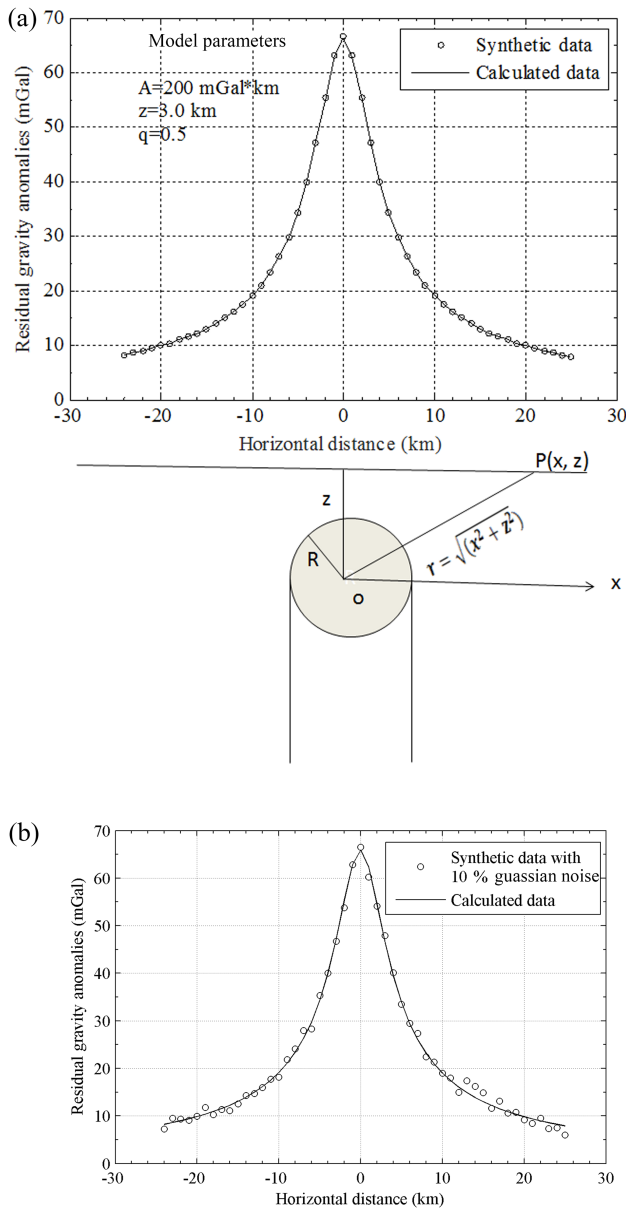 (a)
70
60
50
40
30
20
10
0
Residual gravity anomalies (mGal)
Model parameters
A=200 mGal*km
z=3.0 km
q=0.5
Synthetic data
Calculated data
-30 -20 -10 0 10 20 30
Horizontal distance (km)
P(x, z)
z
r = √(x² + z²)
R
O
x
(b)
70
60
50
40
30
20
10
0
Residual gravity anomalies (mGal)
Synthetic data with
10 % guassian noise
Calculated data
-30 -20 -10 0 10 20 30
Horizontal distance (km)